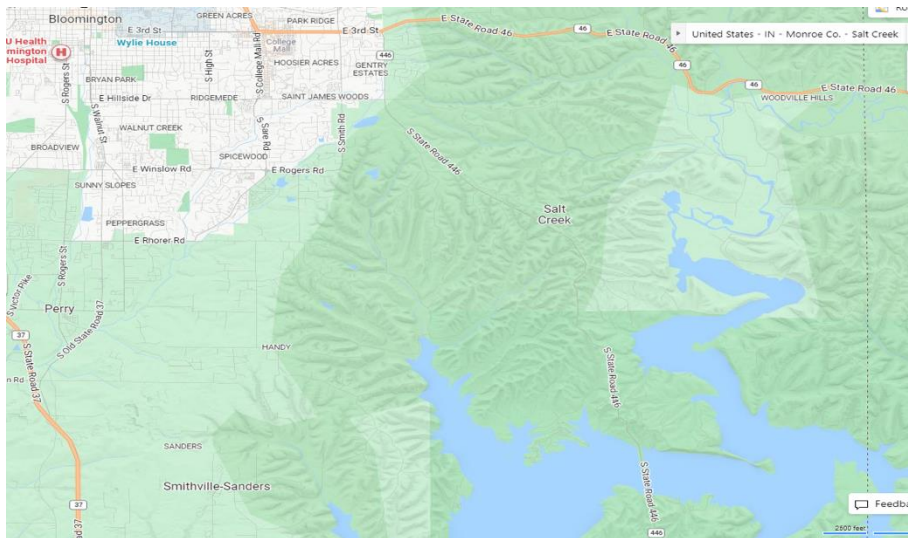 Bloomington
GREEN ACRES
PARK RIDGE
E 3rd St
E 3rd St
E State Road 46
46
E State Road 46
United States - IN - Monroe Co. - Salt Creek
U Health
mington
Hospital
H
Wylie House
College
Mall
446
46
HOOSIER ACRES
GENTRY
ESTATES
S Rogers St
S High St
S College Mall Rd
BRYAN PARK
46
E State Road 46
WOODVILLE HILLS
E Hillside Dr
RIDGEMEDE
SAINT JAMES WOODS
S Walnut St
WALNUT CREEK
S Sare Rd
S Smith Rd
S State Road 446
BROADVIEW
SPICEWOOD
E Winslow Rd
E Rogers Rd
SUNNY SLOPES
PEPPERGRASS
Salt
Creek
E Rhorer Rd
S Rogers St
S Victor Pike
Perry
S Old State Road 37
37
HANDY
S State Road 446
n Rd
S State Road 37
SANDERS
Smithville-Sanders
S State Road 446
37
Feedba
d 37
446
2500 feet